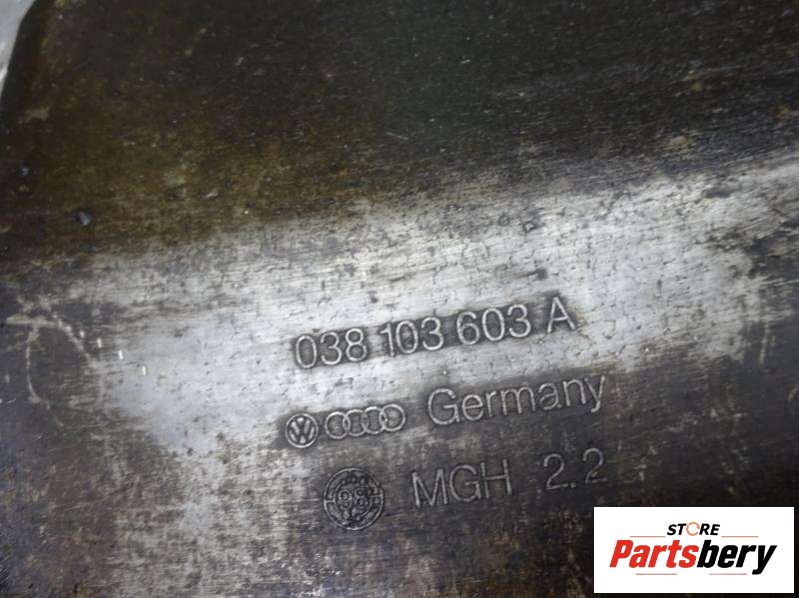 038 103 603 A
Germany
MGH 2.2
STORE
Partsbery